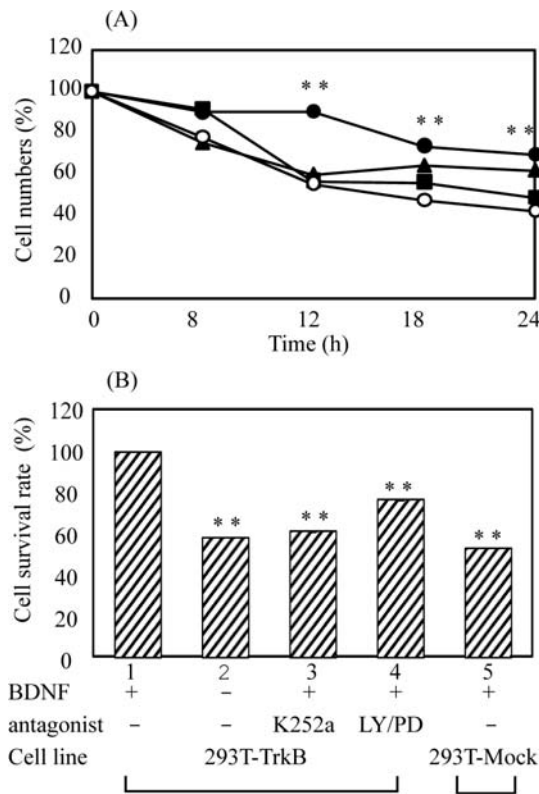 (A)
Cell numbers (%)
120
100
80
60
40
20
0
* *
* *
* *
0 8 12 18 24
Time (h)
(B)
Cell survival rate (%)
120
100
80
60
40
20
0
* *
* *
* *
* *
1 2 3 4 5
BDNF + − + + +
antagonist − − K252a LY/PD −
Cell line 293T-TrkB 293T-Mock